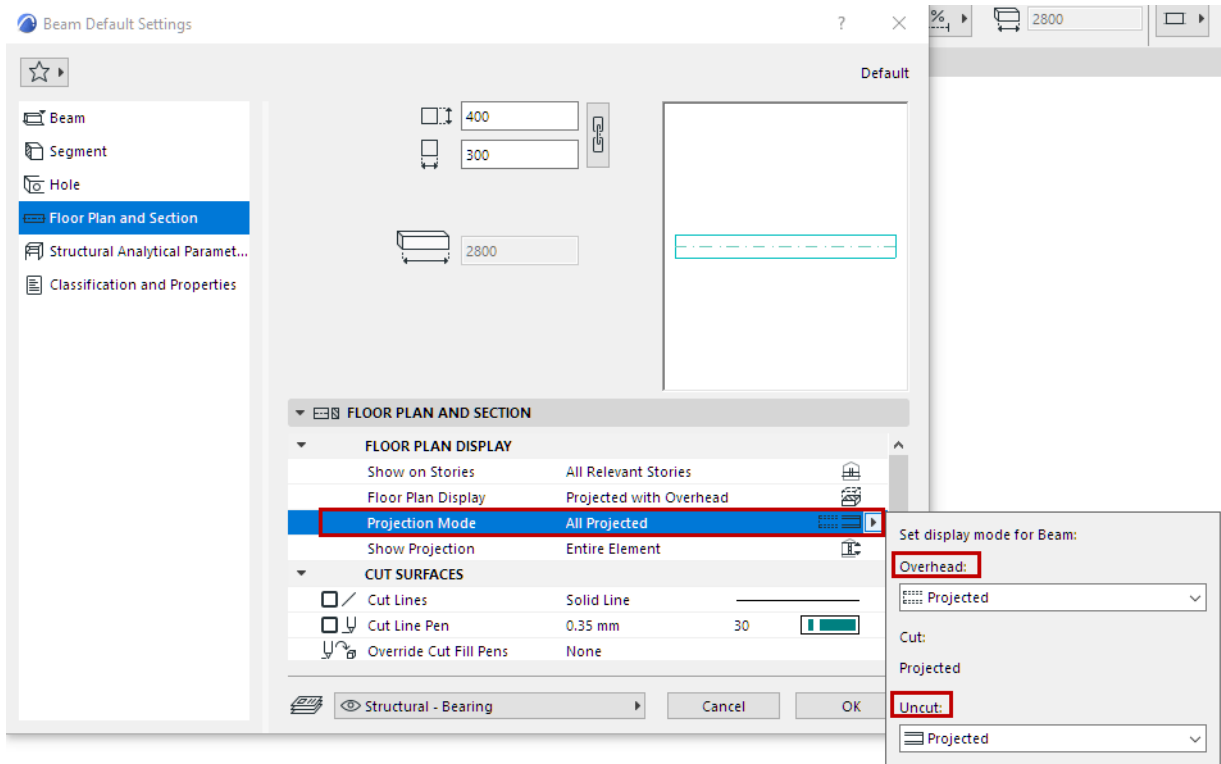 Beam Default Settings
?
%
2800
Default
Beam
Segment
Hole
Floor Plan and Section
Structural Analytical Paramet...
Classification and Properties
400
300
2800
FLOOR PLAN AND SECTION
FLOOR PLAN DISPLAY
Show on Stories All Relevant Stories
Floor Plan Display Projected with Overhead
Projection Mode All Projected
Show Projection Entire Element
CUT SURFACES
Cut Lines Solid Line
Cut Line Pen 0.35 mm 30
Override Cut Fill Pens None
Structural - Bearing
Cancel
OK
Set display mode for Beam:
Overhead:
Projected
Cut:
Projected
Uncut:
Projected